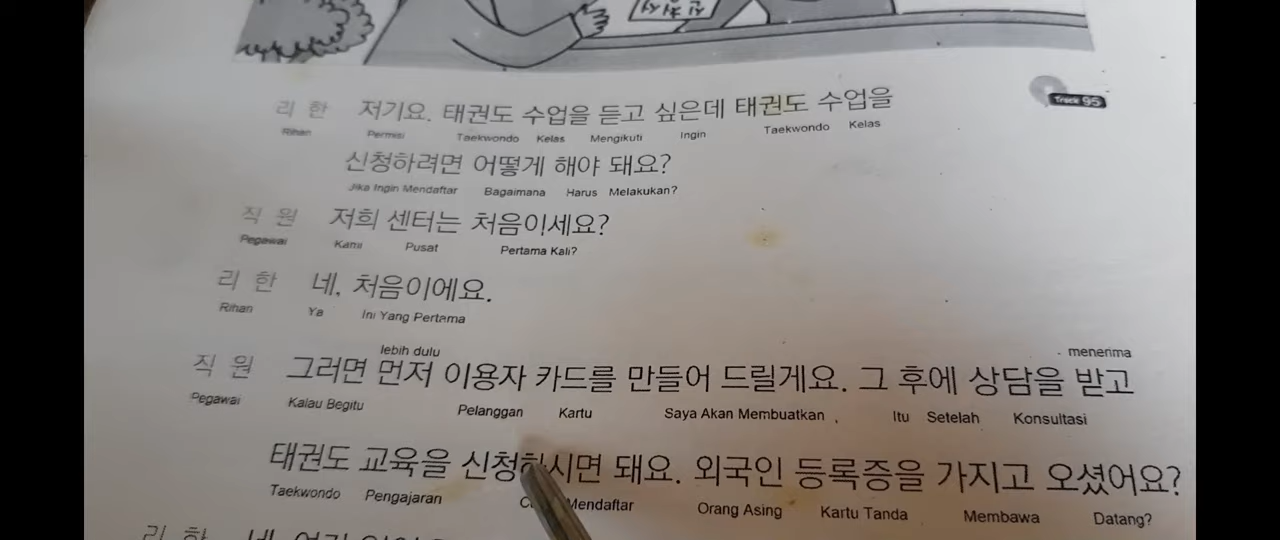 Track 95
리 한 저기요. 태권도 수업을 듣고 싶은데 태권도 수업을
Rihan Permisi Taekwondo Kelas Mengikuti Ingin Taekwondo Kelas
신청하려면 어떻게 해야 돼요?
Jika Ingin Mendaftar Bagaimana Harus Melakukan?
직 원 저희 센터는 처음이세요?
Pegawai Kami Pusat Pertama Kali?
리 한 네, 처음이에요.
Rihan Ya Ini Yang Pertama
lebih dulu menerima
직 원 그러면 먼저 이용자 카드를 만들어 드릴게요. 그 후에 상담을 받고
Pegawai Kalau Begitu Pelanggan Kartu Saya Akan Membuatkan , Itu Setelah Konsultasi
태권도 교육을 신청하시면 돼요. 외국인 등록증을 가지고 오셨어요?
Taekwondo Pengajaran Mendaftar Orang Asing Kartu Tanda Membawa Datang?
리 한 네